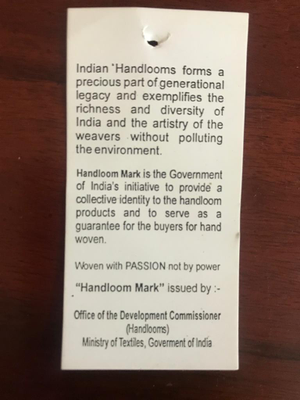 Indian "Handlooms forms a
precious part of generational
legacy and exemplifies the
richness and diversity of
India and the artistry of the
weavers without polluting
the environment.
Handloom Mark is the Government
of India's initiative to provide a
collective identity to the handloom
products and to serve as a
guarantee for the buyers for hand
woven.
Woven with PASSION not by power
"Handloom Mark" issued by :-
Office of the Development Commissioner
(Handlooms)
Ministry of Textiles, Goverment of India